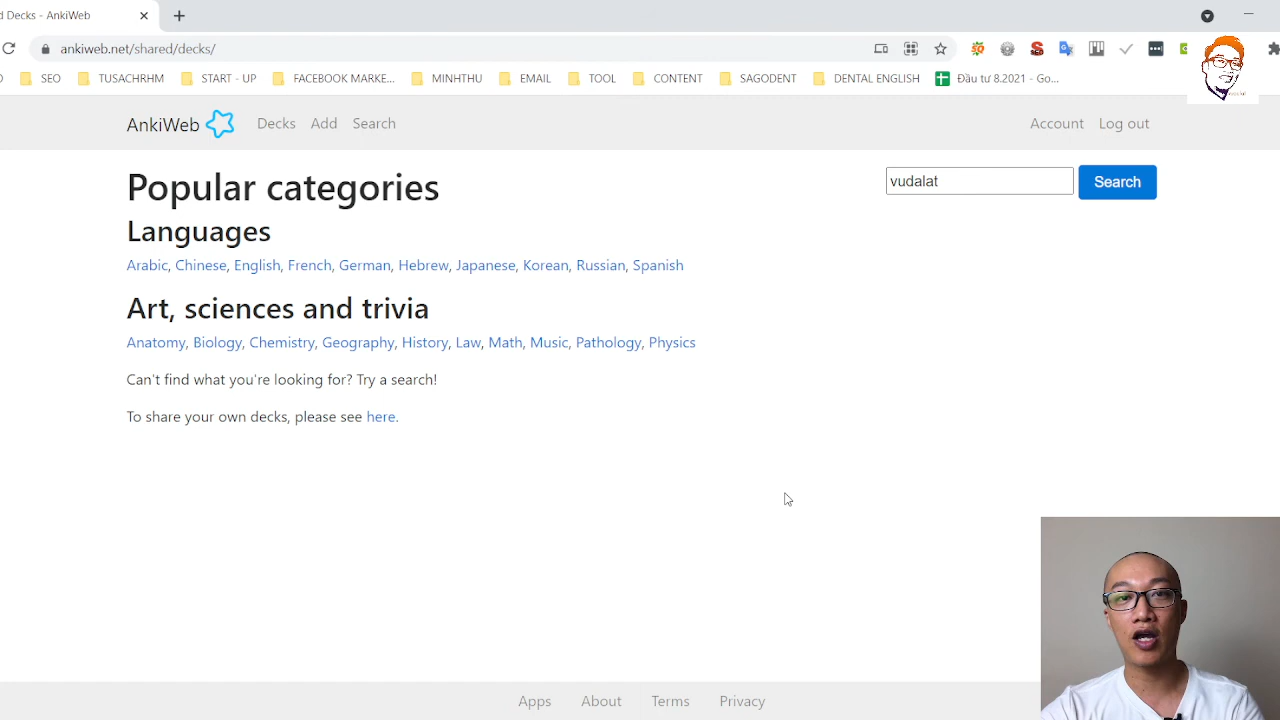 d Decks - AnkiWeb
ankiweb.net/shared/decks/
SEO TUSACHRHM START - UP FACEBOOK MARKE... MINHTHU EMAIL TOOL CONTENT SAGODENT DENTAL ENGLISH Đầu tư 8.2021 - Go...
AnkiWeb Decks Add Search Account Log out
Popular categories
vudalat Search
Languages
Arabic, Chinese, English, French, German, Hebrew, Japanese, Korean, Russian, Spanish
Art, sciences and trivia
Anatomy, Biology, Chemistry, Geography, History, Law, Math, Music, Pathology, Physics
Can't find what you're looking for? Try a search!
To share your own decks, please see here.
Apps About Terms Privacy